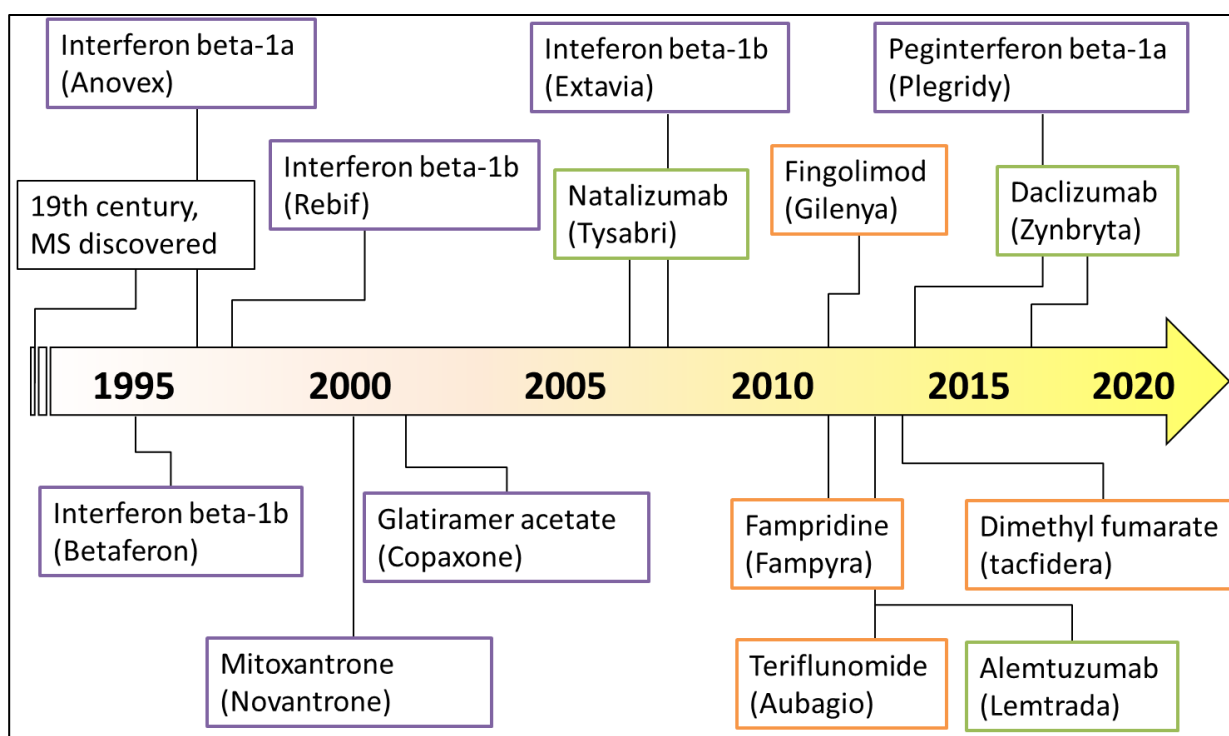 Interferon beta-1a
(Anovex)
Inteferon beta-1b
(Extavia)
Peginterferon beta-1a
(Plegridy)
19th century,
MS discovered
Interferon beta-1b
(Rebif)
Natalizumab
(Tysabri)
Fingolimod
(Gilenya)
Daclizumab
(Zynbryta)
1995 2000 2005 2010 2015 2020
Interferon beta-1b
(Betaferon)
Glatiramer acetate
(Copaxone)
Fampridine
(Fampyra)
Dimethyl fumarate
(tacfidera)
Mitoxantrone
(Novantrone)
Teriflunomide
(Aubagio)
Alemtuzumab
(Lemtrada)